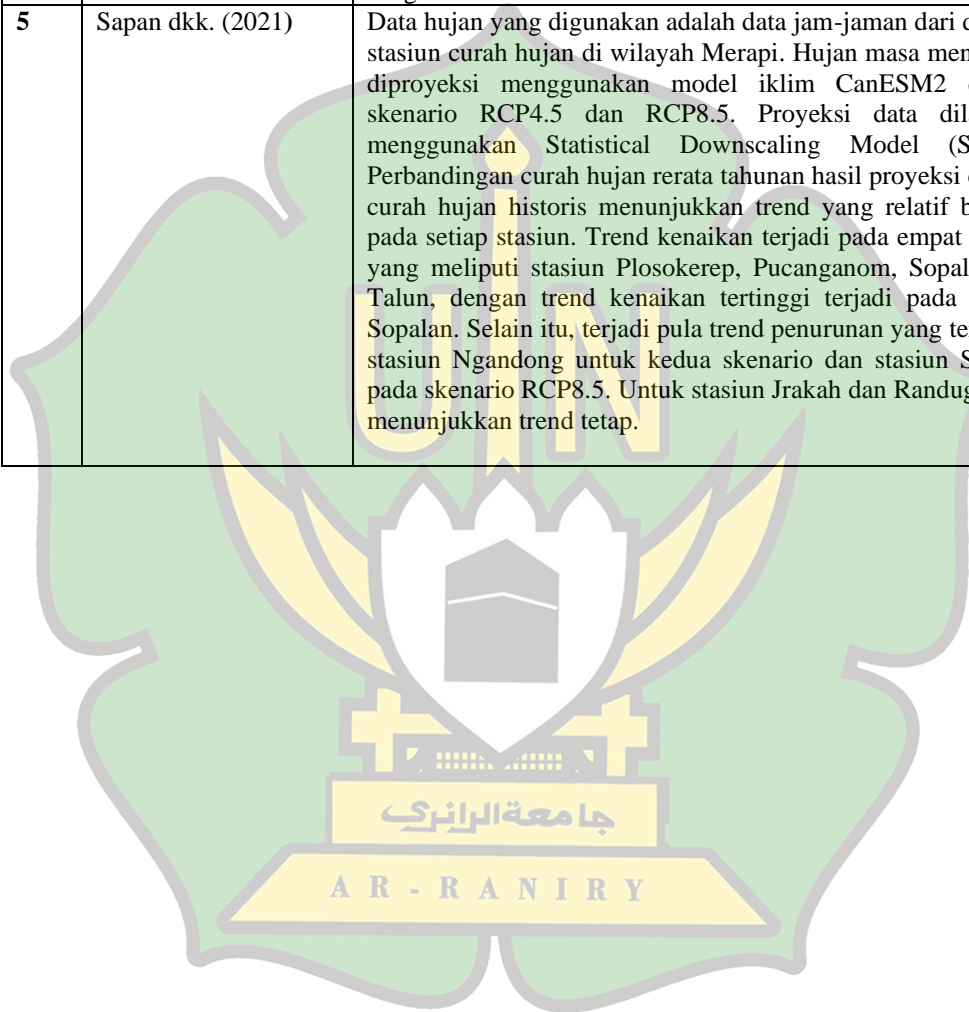 5 Sapan dkk. (2021) Data hujan yang digunakan adalah data jam-jaman dari
stasiun curah hujan di wilayah Merapi. Hujan masa
diproyeksi menggunakan model iklim CanESM2
skenario RCP4.5 dan RCP8.5. Proyeksi data
menggunakan Statistical Downscaling Model
Perbandingan curah hujan rerata tahunan hasil proyeksi
curah hujan historis menunjukkan trend yang relatif
pada setiap stasiun. Trend kenaikan terjadi pada empat
yang meliputi stasiun Plosokerep, Pucanganom,
Talun, dengan trend kenaikan tertinggi terjadi pada
Sopalan. Selain itu, terjadi pula trend penurunan yang
stasiun Ngandong untuk kedua skenario dan stasiun
pada skenario RCP8.5. Untuk stasiun Jrakah dan
menunjukkan trend tetap.
UIN
جامعة الرانري
AR-RANIRY